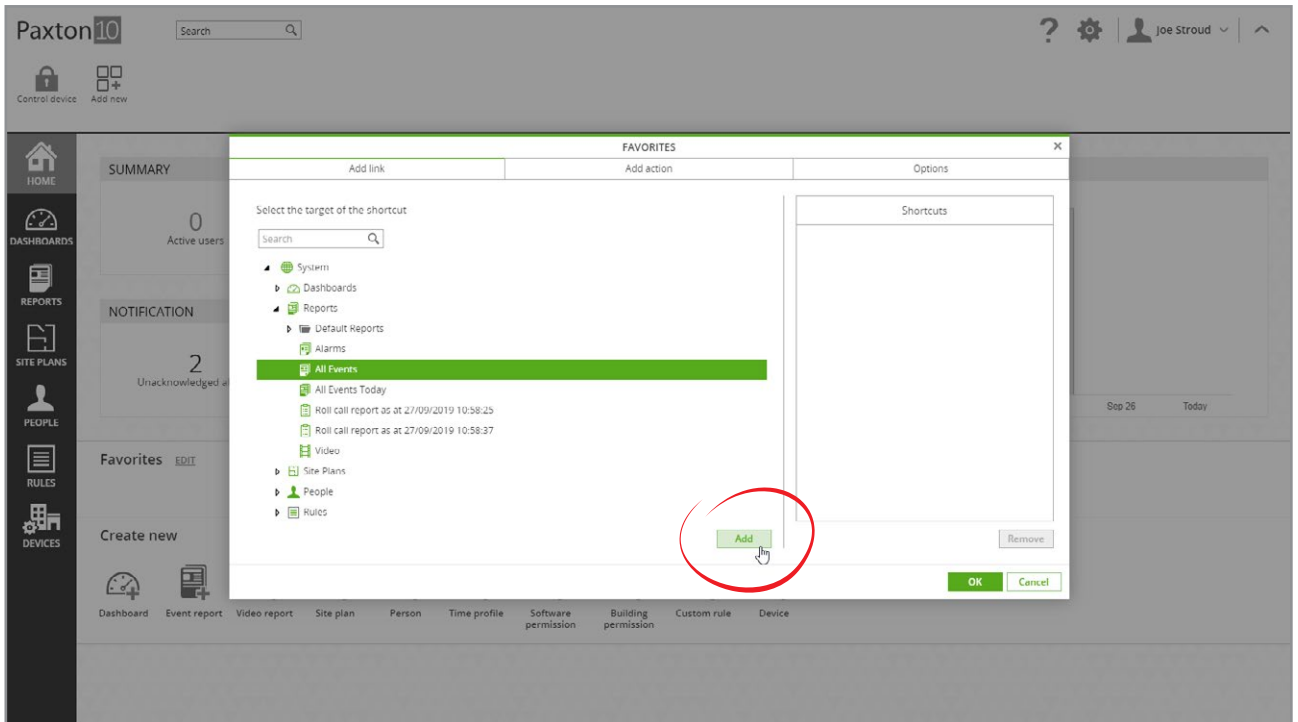 Paxton10
Search
Joe Stroud
Control device
Add new
HOME
DASHBOARDS
REPORTS
SITE PLANS
PEOPLE
RULES
DEVICES
SUMMARY
0
Active users
NOTIFICATION
2
Unacknowledged al
Sep 26
Today
FAVORITES
Add link
Add action
Options
Select the target of the shortcut
Search
System
Dashboards
Reports
Default Reports
Alarms
All Events
All Events Today
Roll call report as at 27/09/2019 10:58:25
Roll call report as at 27/09/2019 10:58:37
Video
Site Plans
People
Rules
Add
Shortcuts
Remove
OK
Cancel
Favorites EDIT
Create new
Dashboard
Event report
Video report
Site plan
Person
Time profile
Software
permission
Building
permission
Custom rule
Device